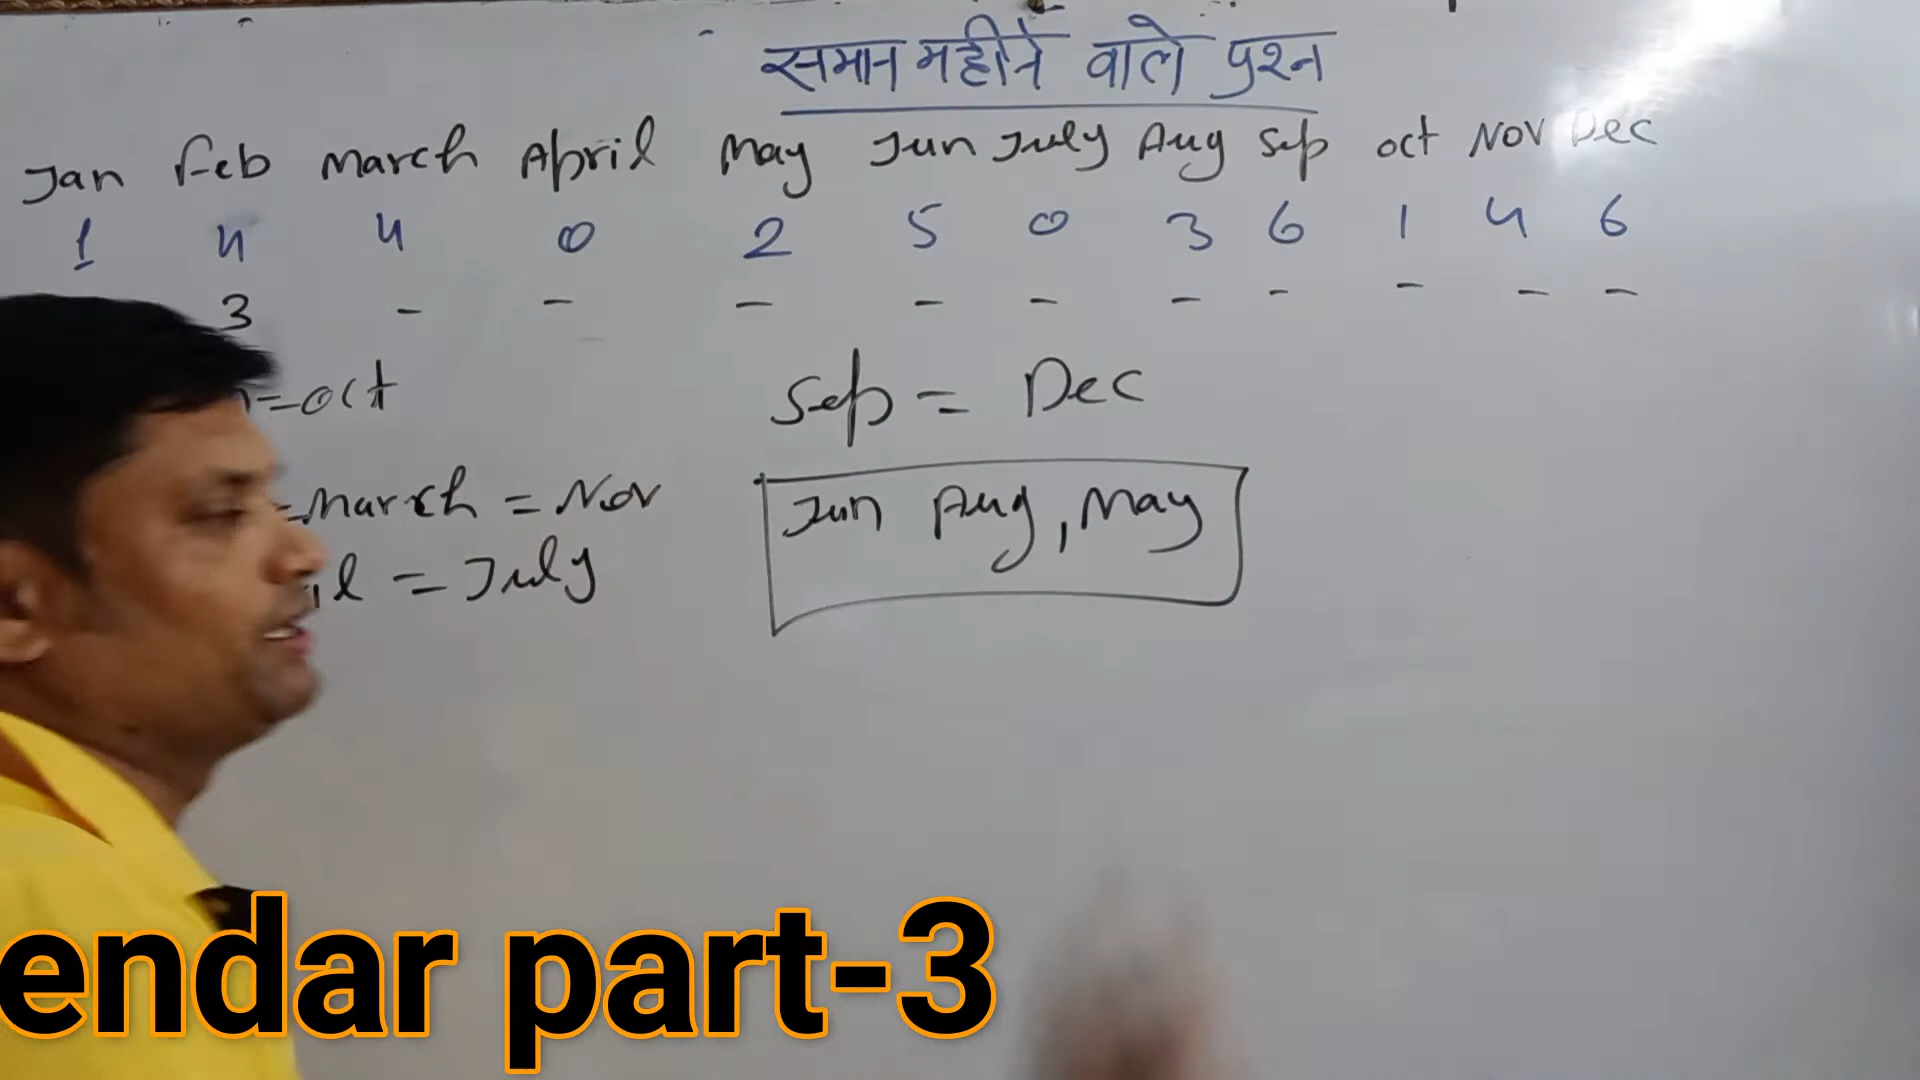 समान महीने वाले प्रश्न
Jan Feb March April May Jun July Aug Sep oct Nov Dec
1 4 4 0 2 5 0 3 6 1 4 6
3 - - - - - - - - - -
=oct
Sep = Dec
=March = Nov
il = July
Jun Aug, May
endar part-3